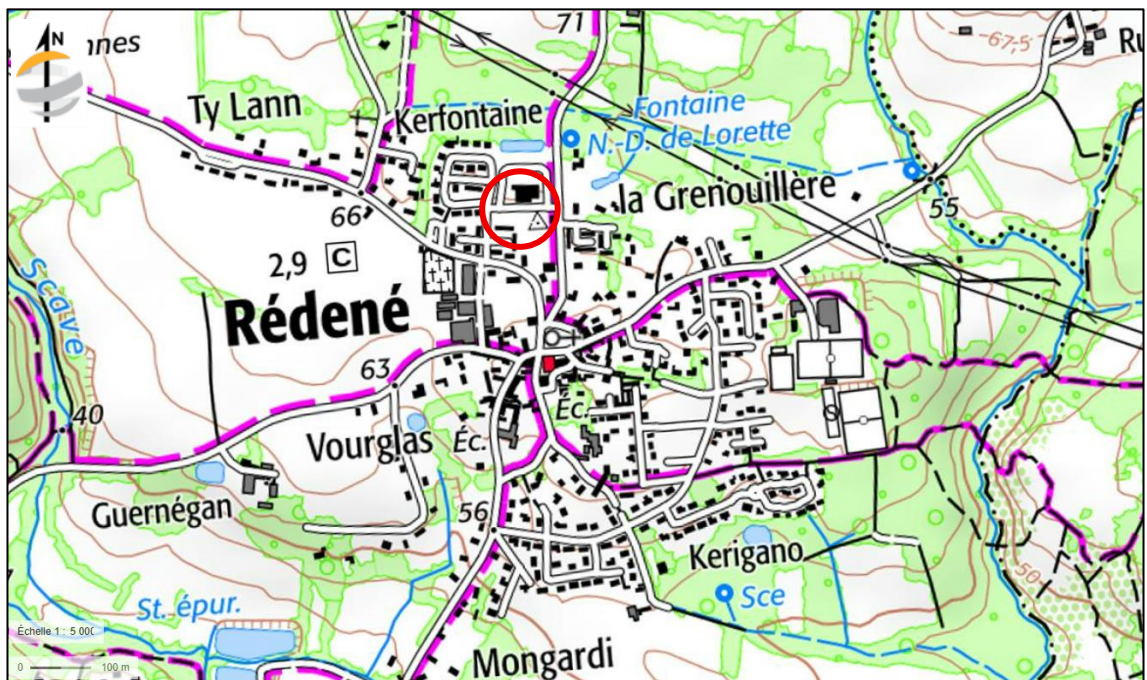 N
nnes
71
67,5
Ru
Ty Lann
Kerfontaine
Fontaine
N.-D. de Lorette
la Grenouillère
66
55
2,9 C
Scave
Rédené
63
40
Éc.
Vourglas
Éc.
Guernégan
56
Kerigano
50
Sce
St. épur.
Échelle 1 : 5 000
0 100 m
Mongardi